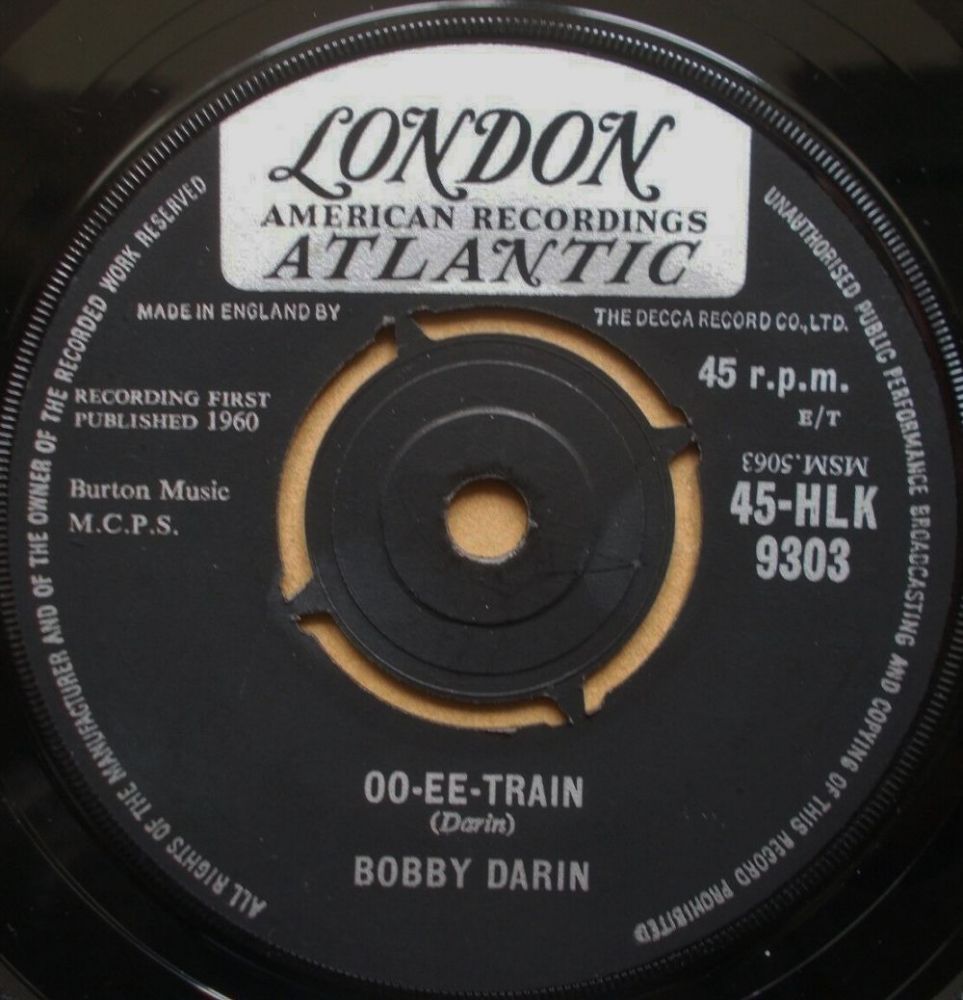 LONDON
AMERICAN RECORDINGS
ATLANTIC
MADE IN ENGLAND BY
THE DECCA RECORD CO., LTD.
RECORDING FIRST
PUBLISHED 1960
45 r.p.m.
E/T
MSM.5063
Burton Music
M.C.P.S.
45-HLK
9303
OO-EE-TRAIN
(Darin)
BOBBY DARIN
ALL RIGHTS OF THE MANUFACTURER AND OF THE OWNER OF THE RECORDED WORK RESERVED
UNAUTHORISED PUBLIC PERFORMANCE BROADCASTING AND COPYING OF THIS RECORD PROHIBITED